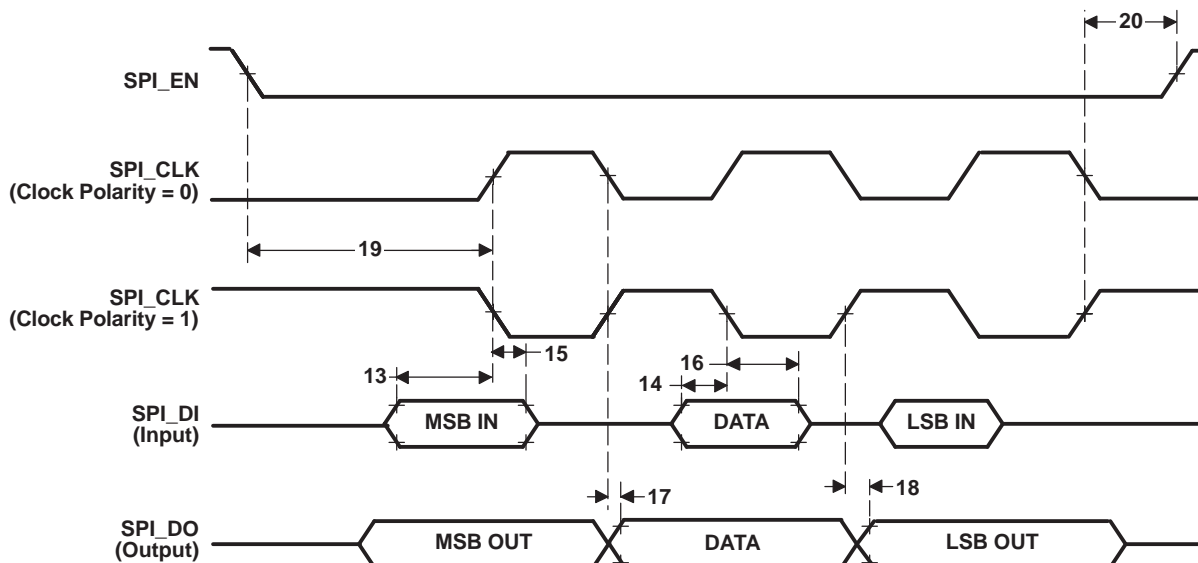 20
SPI_EN
SPI_CLK
(Clock Polarity = 0)
19
SPI_CLK
(Clock Polarity = 1)
15
16
13
14
SPI_DI
(Input)
MSB IN
DATA
LSB IN
17
18
SPI_DO
(Output)
MSB OUT
DATA
LSB OUT